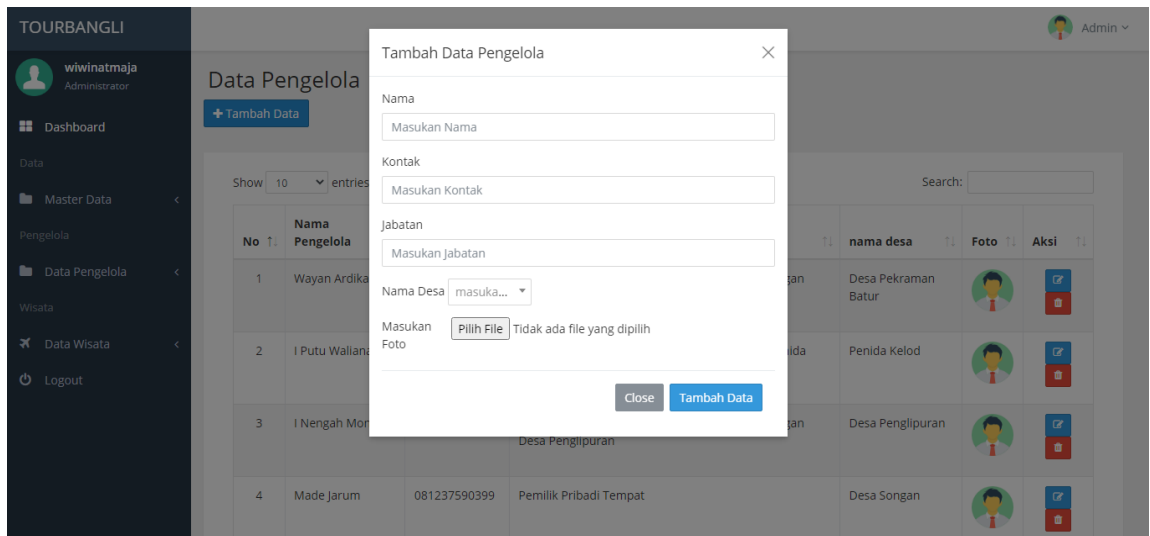 TOURBANGLI
Admin
wiwinatmaja
Administrator
Dashboard
Data
Master Data
Pengelola
Data Pengelola
Wisata
Data Wisata
Logout
Data Pengelola
+ Tambah Data
Show 10 entries
Search:
No
Nama
Pengelola
nama desa
Foto
Aksi
1
Wayan Ardika
Desa Pekraman
Batur
2
I Putu Waliana
Penida Kelod
3
I Nengah
Desa Penglipuran
Desa Penglipuran
4
Made Jarum
081237590399
Pemilik Pribadi Tempat
Desa Songan
Tambah Data Pengelola
Nama
Masukan Nama
Kontak
Masukan Kontak
Jabatan
Masukan Jabatan
Nama Desa masuka...
Masukan
Foto
Pilih File Tidak ada file yang dipilih
Close
Tambah Data